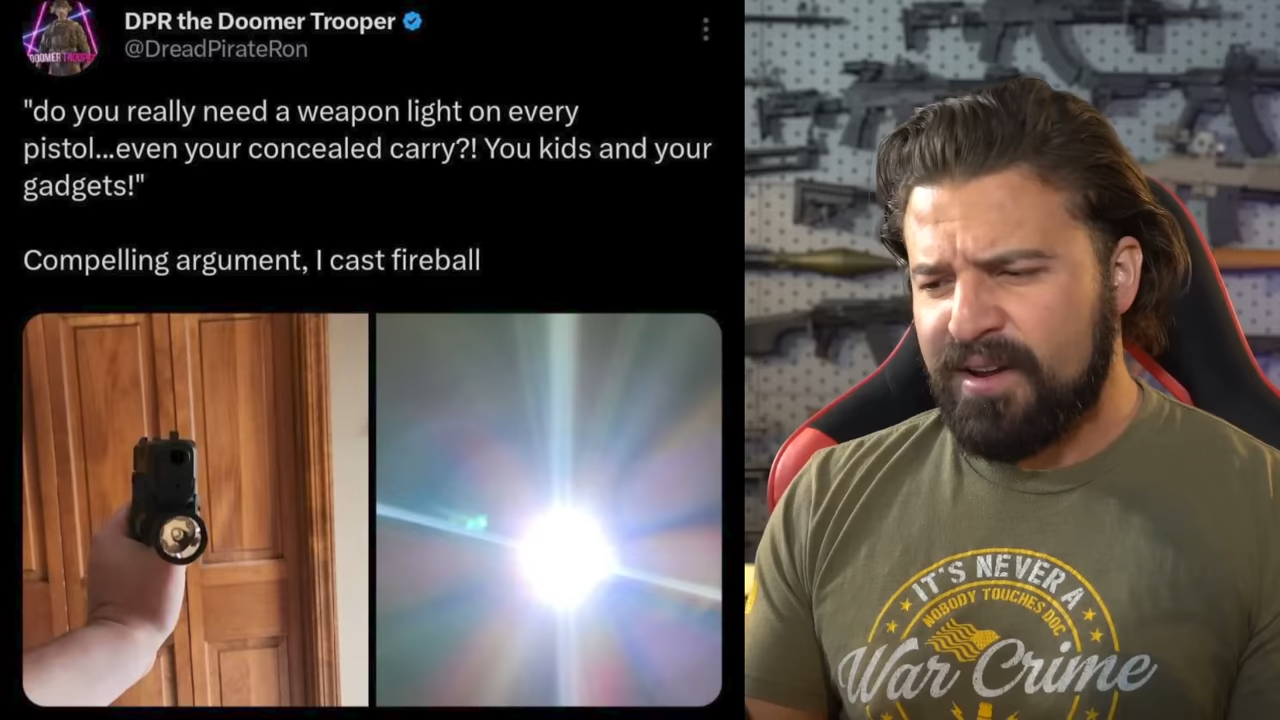 DPR the Doomer Trooper
@DreadPirateRon
"do you really need a weapon light on every
pistol...even your concealed carry?! You kids and your
gadgets!"
Compelling argument, I cast fireball
DOOMER TROOPER
IT'S NEVER A
NOBODY TOUCHES DOC
War Crime